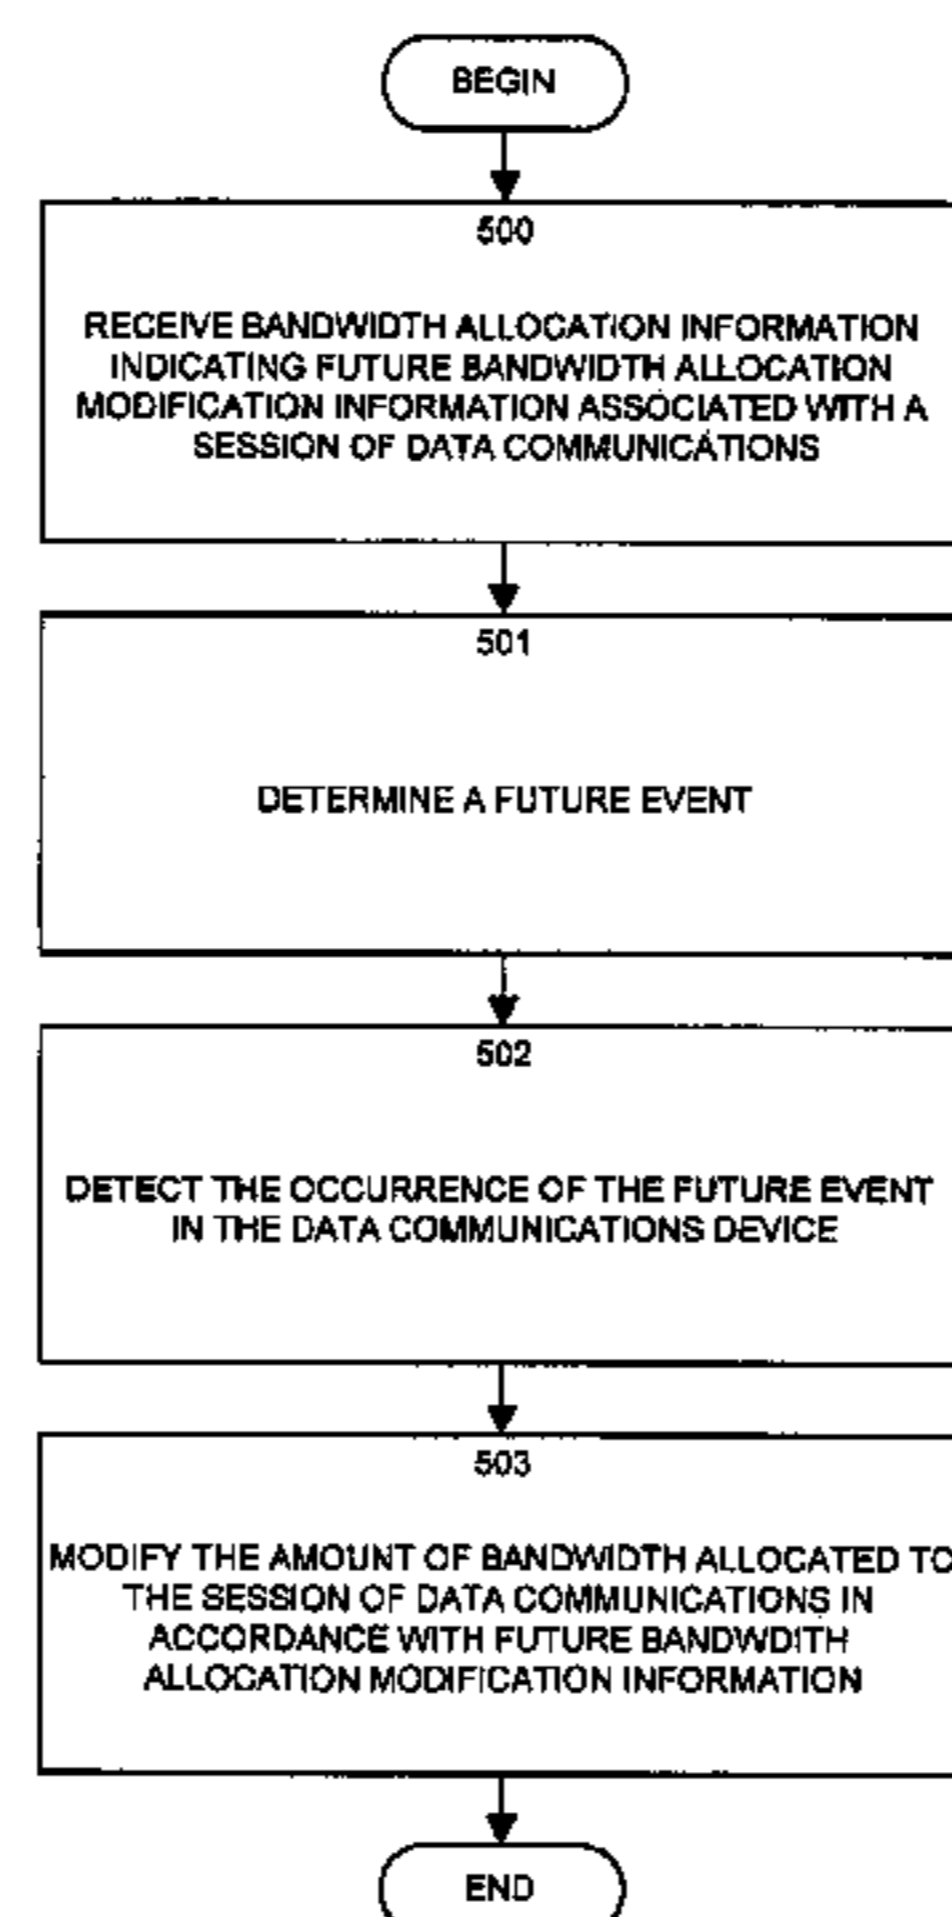 BEGIN
500
RECEIVE BANDWIDTH ALLOCATION INFORMATION
INDICATING FUTURE BANDWIDTH ALLOCATION
MODIFICATION INFORMATION ASSOCIATED WITH A
SESSION OF DATA COMMUNICATIONS
501
DETERMINE A FUTURE EVENT
502
DETECT THE OCCURRENCE OF THE FUTURE EVENT
IN THE DATA COMMUNICATIONS DEVICE
503
MODIFY THE AMOUNT OF BANDWIDTH ALLOCATED TO
THE SESSION OF DATA COMMUNICATIONS IN
ACCORDANCE WITH FUTURE BANDWDITH
ALLOCATION MODIFICATION INFORMATION
END